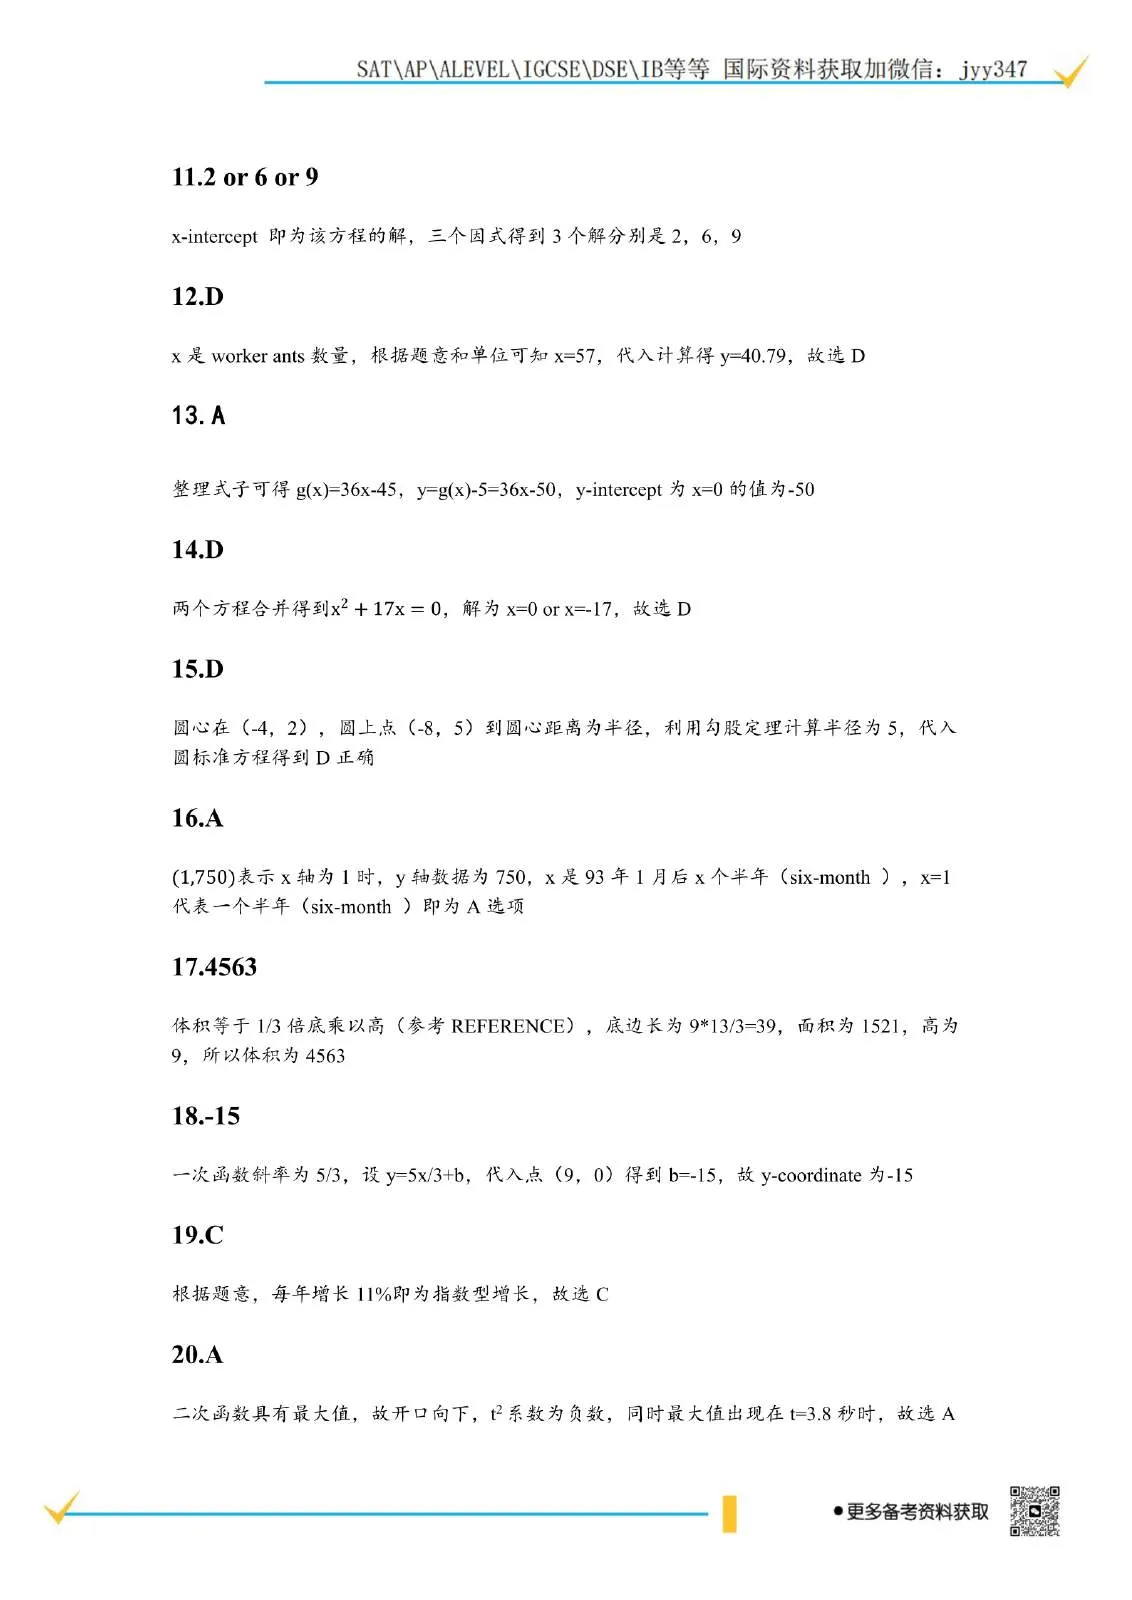 SAT\AP\ALEVEL\IGCSE\DSE\IB等等 国际资料获取加微信：jyy347
11.2 or 6 or 9
x-intercept 即为该方程的解，三个因式得到 3 个解分别是 2，6，9
12.D
x 是 worker ants 数量，根据题意和单位可知 x=57，代入计算得 y=40.79，故选 D
13.A
整理式子可得 g(x)=36x-45，y=g(x)-5=36x-50，y-intercept 为 x=0 的值为-50
14.D
两个方程合并得到x² + 17x = 0，解为 x=0 or x=-17，故选 D
15.D
圆心在（-4，2），圆上点（-8，5）到圆心距离为半径，利用勾股定理计算半径为 5，代入
圆标准方程得到 D 正确
16.A
(1,750)表示 x 轴为 1 时，y 轴数据为 750，x 是 93 年 1 月后 x 个半年（six-month ），x=1
代表一个半年（six-month ）即为 A 选项
17.4563
体积等于 1/3 倍底乘以高（参考 REFERENCE），底边长为 9*13/3=39，面积为 1521，高为
9，所以体积为 4563
18.-15
一次函数斜率为 5/3，设 y=5x/3+b，代入点（9，0）得到 b=-15，故 y-coordinate 为-15
19.C
根据题意，每年增长 11%即为指数型增长，故选 C
20.A
二次函数具有最大值，故开口向下，t² 系数为负数，同时最大值出现在 t=3.8 秒时，故选 A
●更多备考资料获取